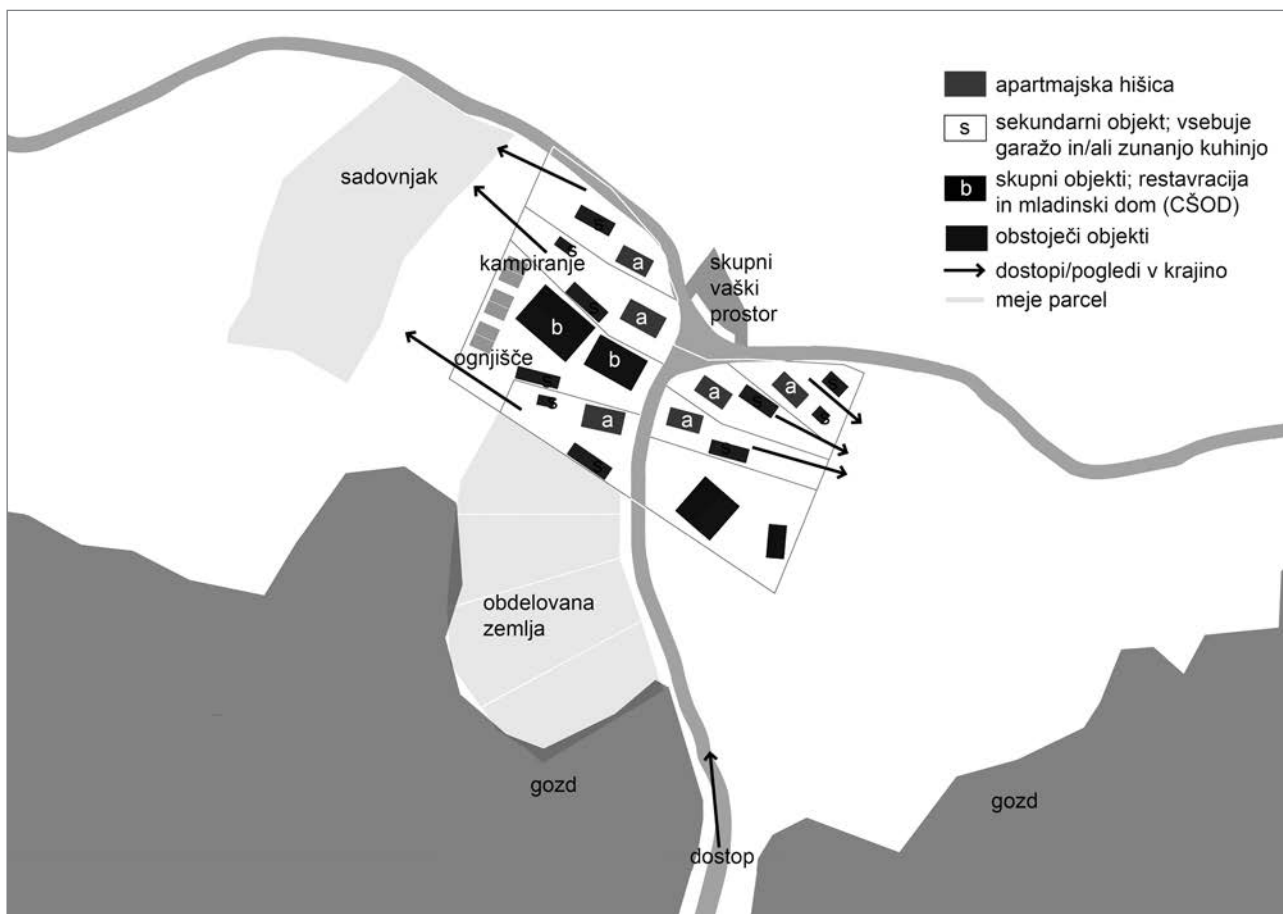 apartmajska hišica
s
sekundarni objekt; vsebuje
garažo in/ali zunanjo kuhinjo
b
skupni objekti; restavracija
in mladinski dom (CŠOD)
obstoječi objekti
dostopi/pogledi v krajino
meje parcel
sadovnjak
s
s
kampiranje
a
skupni
vaški
prostor
s
a
b
b
ognjišče
s
s
a
s
a
s
a
s
s
a
s
s
obdelovana
zemlja
gozd
gozd
dostop